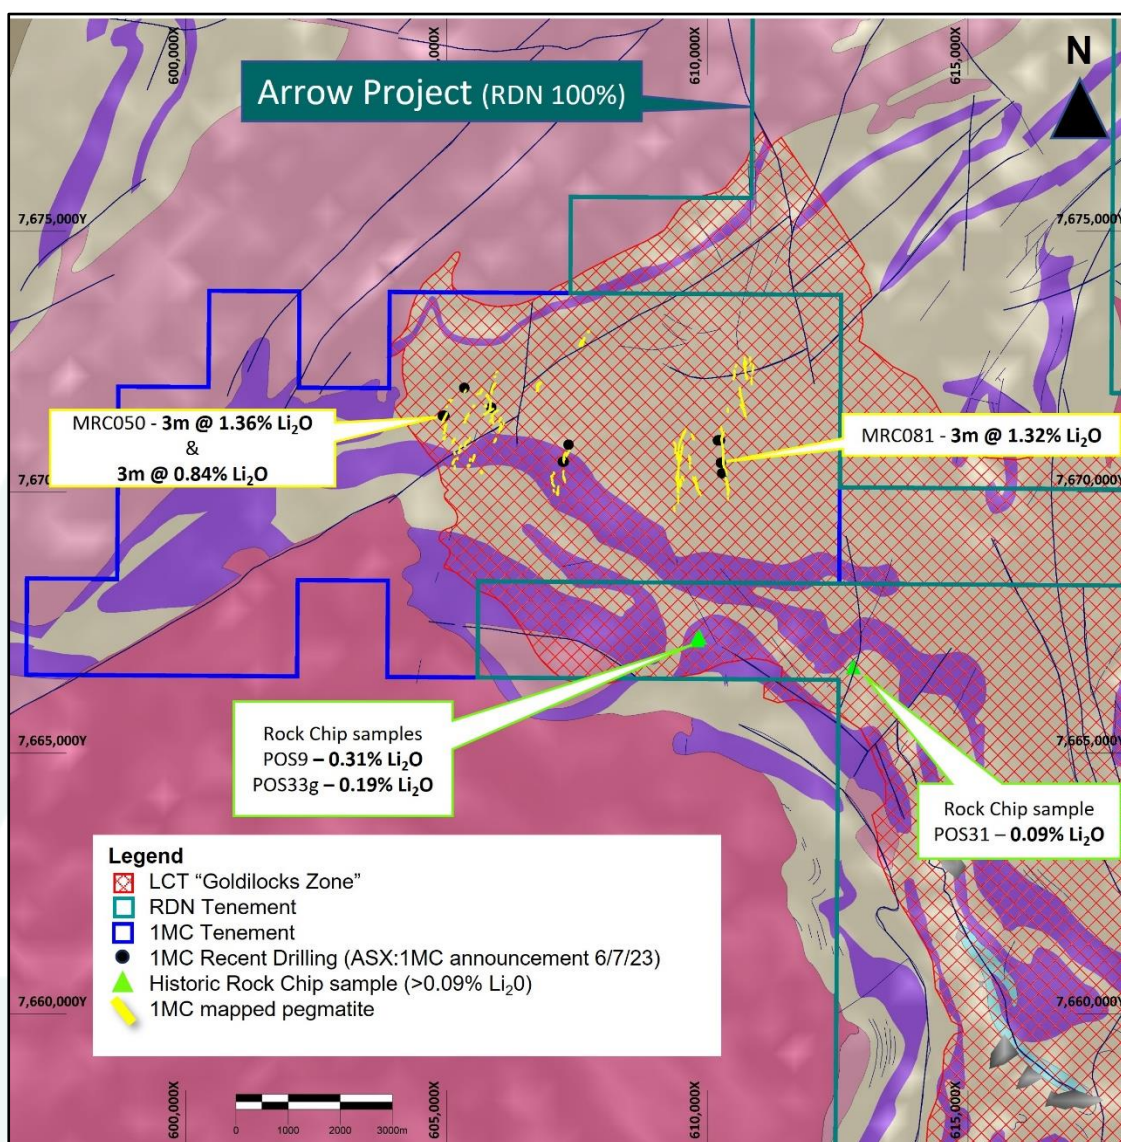 600,000X
610,000X
615,000X
N
Arrow Project (RDN 100%)
7,675,000Y
7,675,000Y
MRC050 - 3m @ 1.36% Li₂O
&
3m @ 0.84% Li₂O
MRC081 - 3m @ 1.32% Li₂O
7,670,000Y
Rock Chip samples
POS9 – 0.31% Li₂O
POS33g – 0.19% Li₂O
7,665,000Y
7,665,000Y
Rock Chip sample
POS31 – 0.09% Li₂O
Legend
LCT “Goldilocks Zone”
RDN Tenement
1MC Tenement
1MC Recent Drilling (ASX:1MC announcement 6/7/23)
Historic Rock Chip sample (>0.09% Li₂0)
1MC mapped pegmatite
7,660,000Y
7,660,000Y
0 1000 2000 3000m
600,000X
605,000X
610,000X
615,000X